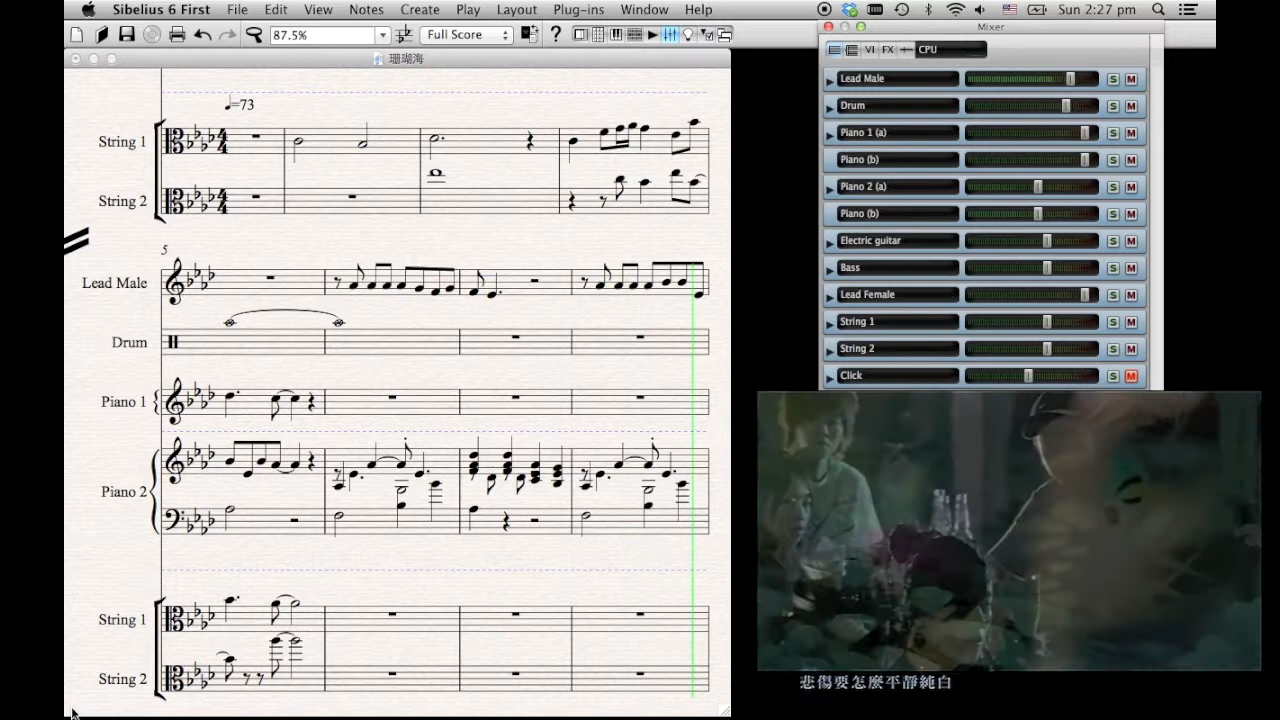 Sibelius 6 First File Edit View Notes Create Play Layout Plug-ins Window Help Sun 2:27 pm
87.5% Full Score
珊瑚海
Mixer
VI FX CPU
Lead Male S M
Drum S M
Piano 1 (a) S M
Piano (b) S M
Piano 2 (a) S M
Piano (b) S M
Electric guitar S M
Bass S M
Lead Female S M
String 1 S M
String 2 S M
Click S M
=73
String 1
String 2
5
Lead Male
Drum
Piano 1
Piano 2
String 1
String 2
悲傷要怎麼平靜純白